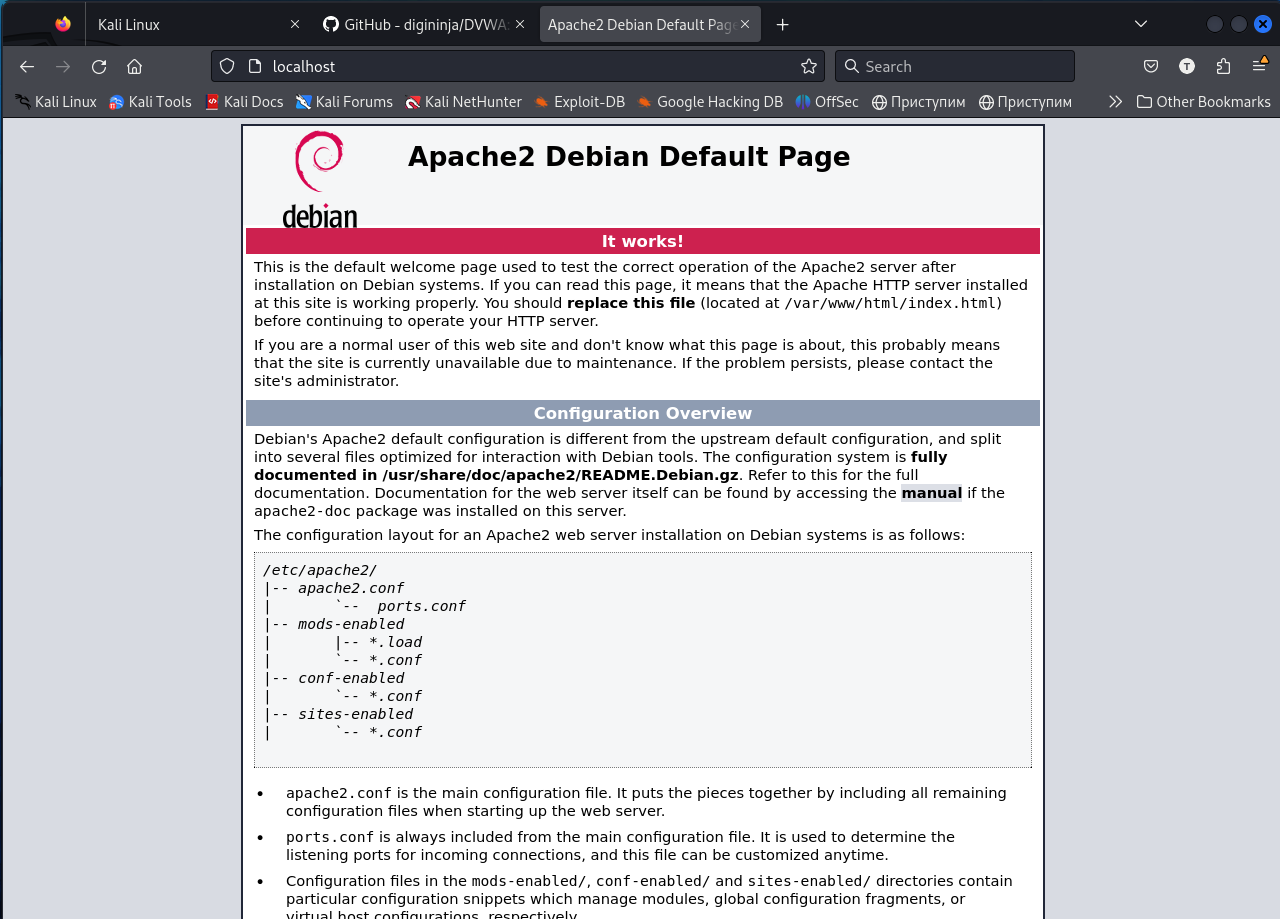 Kali Linux
GitHub - digininja/DVWA:
Apache2 Debian Default Page
localhost
Search
T
Kali Linux Kali Tools Kali Docs Kali Forums Kali NetHunter Exploit-DB Google Hacking DB OffSec Приступим Приступим Other Bookmarks
debian
Apache2 Debian Default Page
It works!
This is the default welcome page used to test the correct operation of the Apache2 server after
installation on Debian systems. If you can read this page, it means that the Apache HTTP server installed
at this site is working properly. You should replace this file (located at /var/www/html/index.html)
before continuing to operate your HTTP server.
If you are a normal user of this web site and don't know what this page is about, this probably means
that the site is currently unavailable due to maintenance. If the problem persists, please contact the
site's administrator.
Configuration Overview
Debian's Apache2 default configuration is different from the upstream default configuration, and split
into several files optimized for interaction with Debian tools. The configuration system is fully
documented in /usr/share/doc/apache2/README.Debian.gz. Refer to this for the full
documentation. Documentation for the web server itself can be found by accessing the manual if the
apache2-doc package was installed on this server.
The configuration layout for an Apache2 web server installation on Debian systems is as follows:
/etc/apache2/
|-- apache2.conf
|       `--  ports.conf
|-- mods-enabled
|       |-- *.load
|       `-- *.conf
|-- conf-enabled
|       `-- *.conf
|-- sites-enabled
|       `-- *.conf
• apache2.conf is the main configuration file. It puts the pieces together by including all remaining
configuration files when starting up the web server.
• ports.conf is always included from the main configuration file. It is used to determine the
listening ports for incoming connections, and this file can be customized anytime.
• Configuration files in the mods-enabled/, conf-enabled/ and sites-enabled/ directories contain
particular configuration snippets which manage modules, global configuration fragments, or
virtual host configurations, respectively.